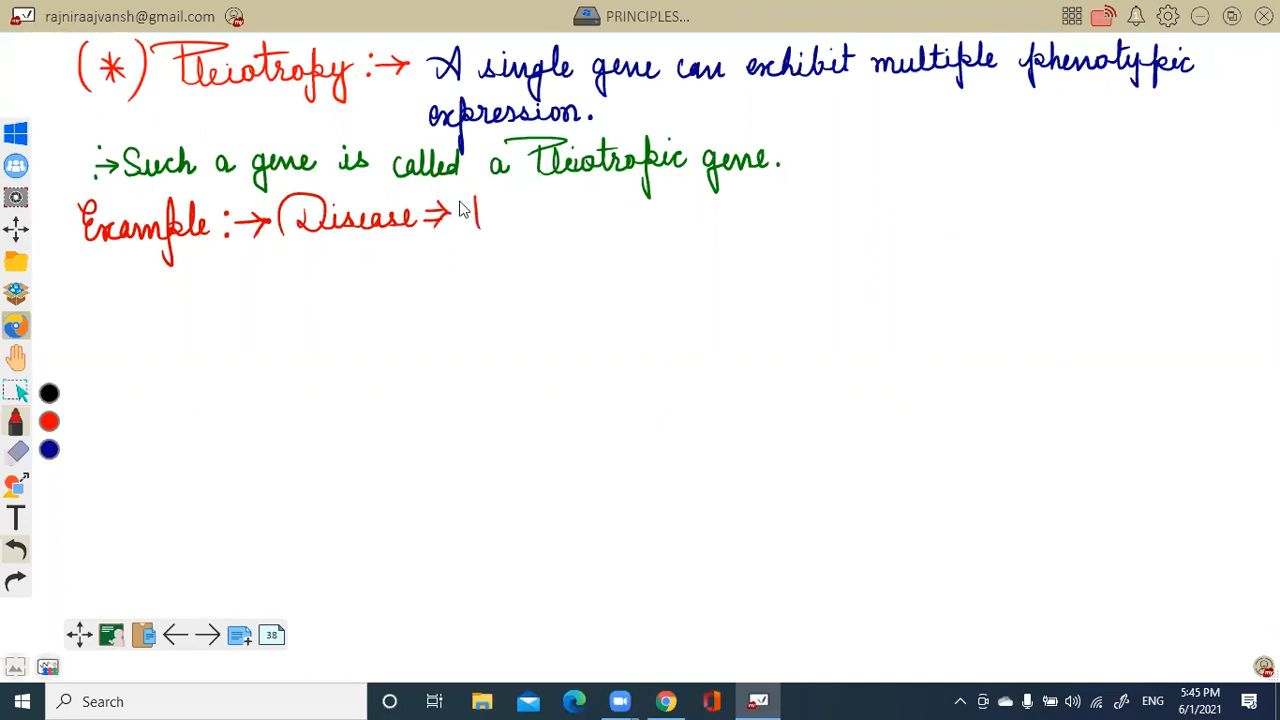 rajniraajvansh@gmail.com
PRINCIPLES...
(*) Pleiotropy :→ A single gene can exhibit multiple phenotypic
expression.
:→ Such a gene is called a Pleiotropic gene.
Example :→ Disease ⇒
T
38
Search
ENG
5:45 PM
6/1/2021